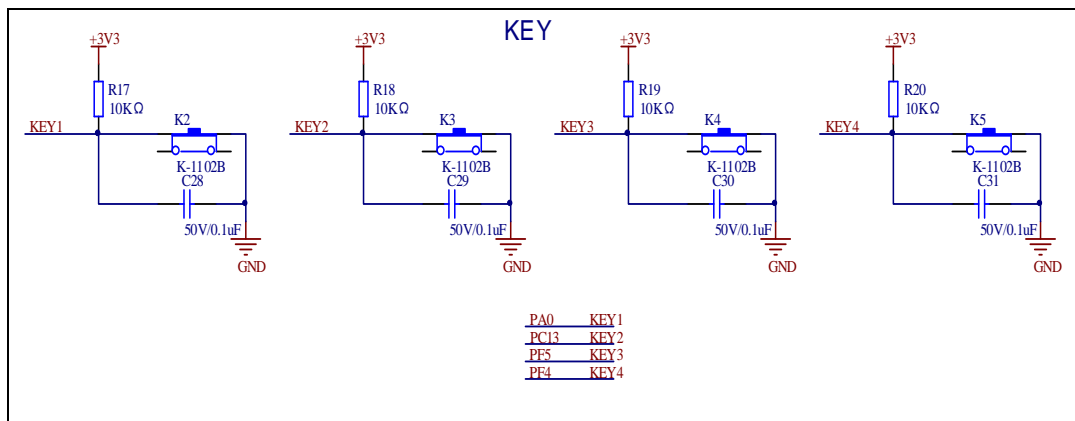 KEY
+3V3
R17
10KΩ
KEY1
K2
K-1102B
C28
50V/0.1uF
GND
+3V3
R18
10KΩ
KEY2
K3
K-1102B
C29
50V/0.1uF
GND
+3V3
R19
10KΩ
KEY3
K4
K-1102B
C30
50V/0.1uF
GND
+3V3
R20
10KΩ
KEY4
K5
K-1102B
C31
50V/0.1uF
GND
PA0 KEY1
PC13 KEY2
PF5 KEY3
PF4 KEY4